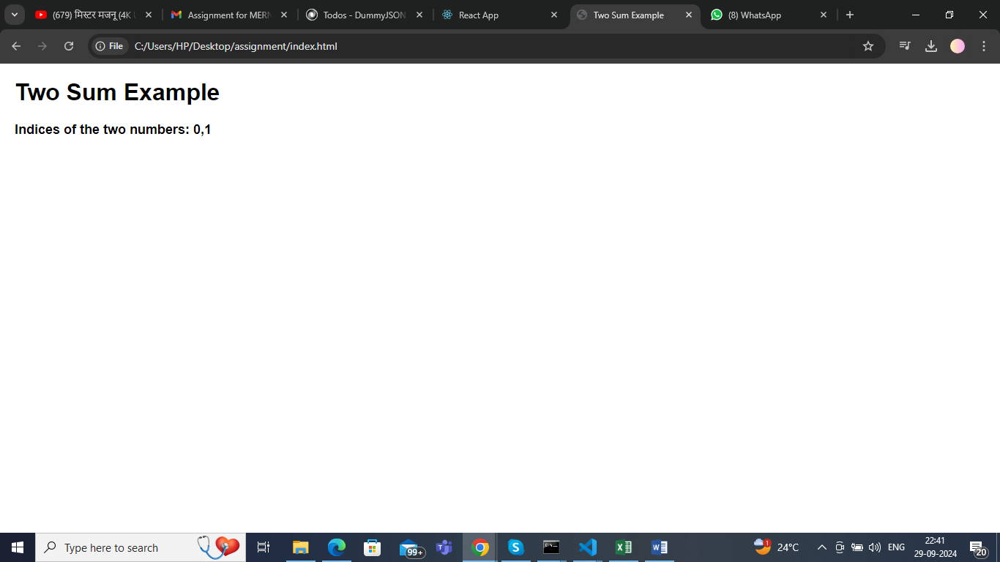 (679) मिस्टर मजनू (4K
Assignment for MERN
Todos - DummyJSON
React App
Two Sum Example
(8) WhatsApp
File
C:/Users/HP/Desktop/assignment/index.html
Two Sum Example
Indices of the two numbers: 0,1
Type here to search
99+
1
24°C
ENG
22:41
29-09-2024
20